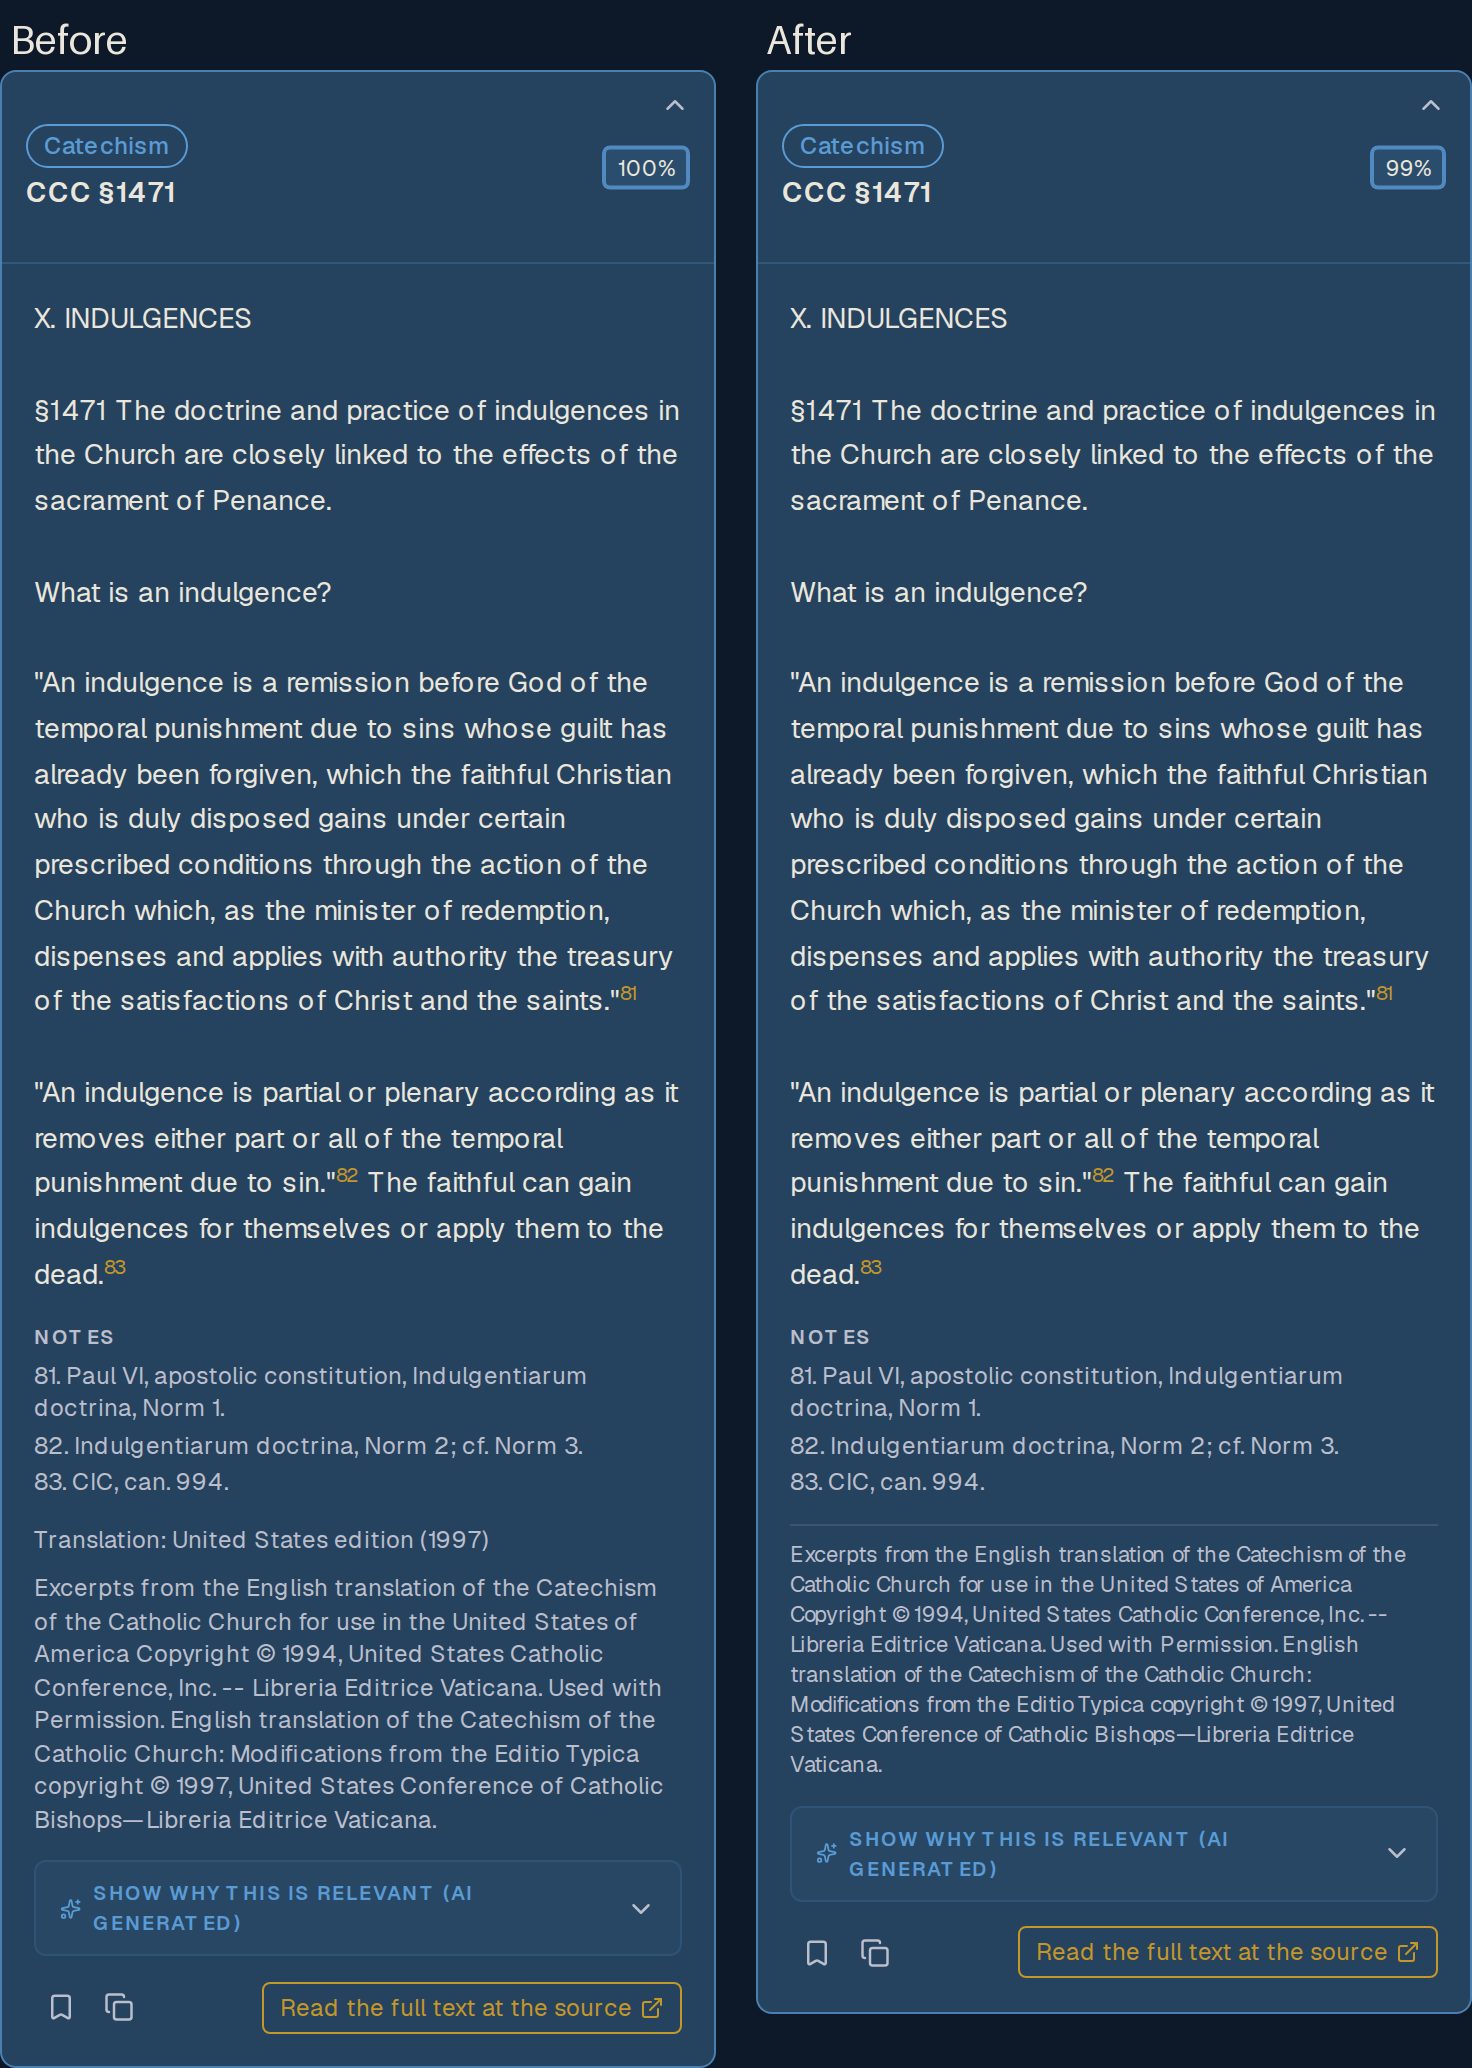 Before
Catechism
100%
CCC §1471
X. INDULGENCES
§1471 The doctrine and practice of indulgences in
the Church are closely linked to the effects of the
sacrament of Penance.
What is an indulgence?
"An indulgence is a remission before God of the
temporal punishment due to sins whose guilt has
already been forgiven, which the faithful Christian
who is duly disposed gains under certain
prescribed conditions through the action of the
Church which, as the minister of redemption,
dispenses and applies with authority the treasury
of the satisfactions of Christ and the saints."81
"An indulgence is partial or plenary according as it
removes either part or all of the temporal
punishment due to sin."82 The faithful can gain
indulgences for themselves or apply them to the
dead.83
NOTES
81. Paul VI, apostolic constitution, Indulgentiarum
doctrina, Norm 1.
82. Indulgentiarum doctrina, Norm 2; cf. Norm 3.
83. CIC, can. 994.
Translation: United States edition (1997)
Excerpts from the English translation of the Catechism
of the Catholic Church for use in the United States of
America Copyright © 1994, United States Catholic
Conference, Inc. -- Libreria Editrice Vaticana. Used with
Permission. English translation of the Catechism of the
Catholic Church: Modifications from the Editio Typica
copyright © 1997, United States Conference of Catholic
Bishops—Libreria Editrice Vaticana.
SHOW WHY THIS IS RELEVANT (AI
GENERATED)
Read the full text at the source
After
Catechism
99%
CCC §1471
X. INDULGENCES
§1471 The doctrine and practice of indulgences in
the Church are closely linked to the effects of the
sacrament of Penance.
What is an indulgence?
"An indulgence is a remission before God of the
temporal punishment due to sins whose guilt has
already been forgiven, which the faithful Christian
who is duly disposed gains under certain
prescribed conditions through the action of the
Church which, as the minister of redemption,
dispenses and applies with authority the treasury
of the satisfactions of Christ and the saints."81
"An indulgence is partial or plenary according as it
removes either part or all of the temporal
punishment due to sin."82 The faithful can gain
indulgences for themselves or apply them to the
dead.83
NOTES
81. Paul VI, apostolic constitution, Indulgentiarum
doctrina, Norm 1.
82. Indulgentiarum doctrina, Norm 2; cf. Norm 3.
83. CIC, can. 994.
Excerpts from the English translation of the Catechism of the
Catholic Church for use in the United States of America
Copyright © 1994, United States Catholic Conference, Inc. --
Libreria Editrice Vaticana. Used with Permission. English
translation of the Catechism of the Catholic Church:
Modifications from the Editio Typica copyright © 1997, United
States Conference of Catholic Bishops—Libreria Editrice
Vaticana.
SHOW WHY THIS IS RELEVANT (AI
GENERATED)
Read the full text at the source